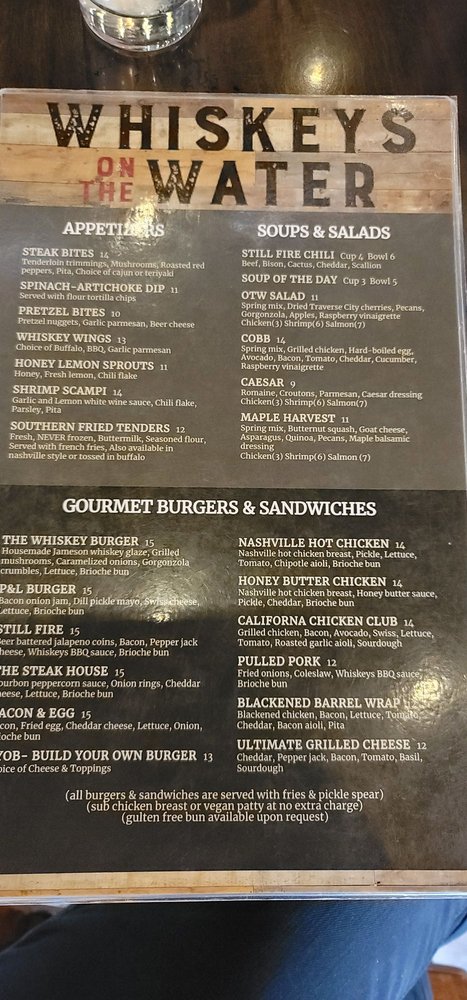 WHISKEYS
ON
THE WATER
APPETIZERS
STEAK BITES 14
Tenderloin trimmings, Mushrooms, Roasted red
peppers, Pita, Choice of cajun or teriyaki
SPINACH-ARTICHOKE DIP 11
Served with flour tortilla chips
PRETZEL BITES 10
Pretzel nuggets, Garlic parmesan, Beer cheese
WHISKEY WINGS 13
Choice of Buffalo, BBQ, Garlic parmesan
HONEY LEMON SPROUTS 11
Honey, Fresh lemon, Chili flake
SHRIMP SCAMPI 14
Garlic and Lemon white wine sauce, Chili flake,
Parsley, Pita
SOUTHERN FRIED TENDERS 12
Fresh, NEVER frozen, Buttermilk, Seasoned flour,
Served with french fries, Also available in
nashville style or tossed in buffalo
SOUPS & SALADS
STILL FIRE CHILI Cup 4 Bowl 6
Beef, Bison, Cactus, Cheddar, Scallion
SOUP OF THE DAY Cup 3 Bowl 5
OTW SALAD 11
Spring mix, Dried Traverse City cherries, Pecans,
Gorgonzola, Apples, Raspberry vinaigrette
Chicken(3) Shrimp(6) Salmon(7)
COBB 14
Spring mix, Grilled chicken, Hard-boiled egg,
Avocado, Bacon, Tomato, Cheddar, Cucumber,
Raspberry vinaigrette
CAESAR 9
Romaine, Croutons, Parmesan, Caesar dressing
Chicken(3) Shrimp(6) Salmon(7)
MAPLE HARVEST 11
Spring mix, Butternut squash, Goat cheese,
Asparagus, Quinoa, Pecans, Maple balsamic
dressing
Chicken(3) Shrimp(6) Salmon (7)
GOURMET BURGERS & SANDWICHES
THE WHISKEY BURGER 15
Housemade Jameson whiskey glaze, Grilled
mushrooms, Caramelized onions, Gorgonzola
crumbles, Lettuce, Brioche bun
P&L BURGER 15
Bacon onion jam, Dill pickle mayo, Swiss cheese,
Lettuce, Brioche bun
STILL FIRE 15
Beer battered jalapeno coins, Bacon, Pepper jack
cheese, Whiskeys BBQ sauce, Brioche bun
THE STEAK HOUSE 15
ourbon peppercorn sauce, Onion rings, Cheddar
heese, Lettuce, Brioche bun
BACON & EGG 15
acon, Fried egg, Cheddar cheese, Lettuce, Onion,
rioche bun
YOB- BUILD YOUR OWN BURGER 13
oice of Cheese & Toppings
NASHVILLE HOT CHICKEN 14
Nashville hot chicken breast, Pickle, Lettuce,
Tomato, Chipotle aioli, Brioche bun
HONEY BUTTER CHICKEN 14
Nashville hot chicken breast, Honey butter sauce,
Pickle, Cheddar, Brioche bun
CALIFORNA CHICKEN CLUB 14
Grilled chicken, Bacon, Avocado, Swiss, Lettuce,
Tomato, Roasted garlic aioli, Sourdough
PULLED PORK 12
Fried onions, Coleslaw, Whiskeys BBQ sauce,
Brioche bun
BLACKENED BARREL WRAP
Blackened chicken, Bacon, Lettuce, Tomato,
Cheddar, Bacon aioli, Pita
ULTIMATE GRILLED CHEESE 12
Cheddar, Pepper jack, Bacon, Tomato, Basil,
Sourdough
(all burgers & sandwiches are served with fries & pickle spear)
(sub chicken breast or vegan patty at no extra charge)
(gulten free bun available upon request)